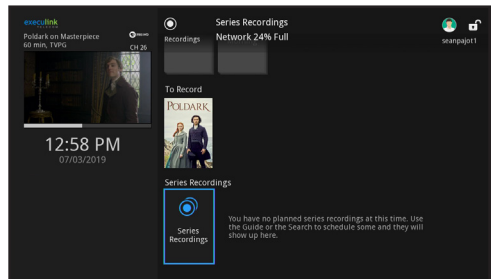 execulink
TELECOM
Poldark on Masterpiece
60 min, TVPG
CH 26
12:58 PM
07/03/2019
Series Recordings
Network 24% Full
seanpajot1
Recordings
To Record
POLDARK
Series Recordings
Series
Recordings
You have no planned series recordings at this time. Use
the Guide or the Search to schedule some and they will
show up here.